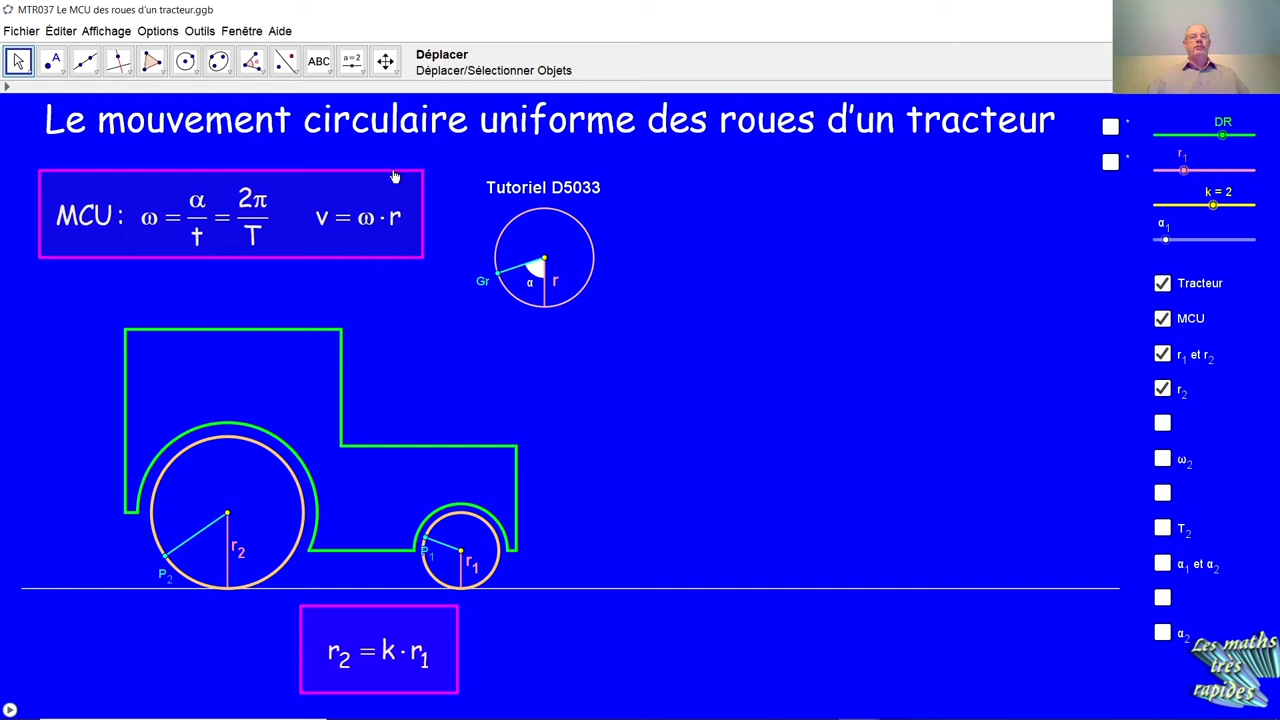 MTR037 Le MCU des roues d'un tracteur.ggb
Fichier Éditer Affichage Options Outils Fenêtre Aide
A
ABC
a=2
Déplacer
Déplacer/Sélectionner Objets
Le mouvement circulaire uniforme des roues d'un tracteur
MCU : ω = α/t = 2π/T v = ω · r
Tutoriel D5033
Gr
α
r
r₂
P₂
P₁
r₁
r₂ = k · r₁
*
DR
*
r₁
k = 2
α₁
Tracteur
MCU
r₁ et r₂
r₂
ω₂
T₂
α₁ et α₂
α₂
Les maths
très
rapides